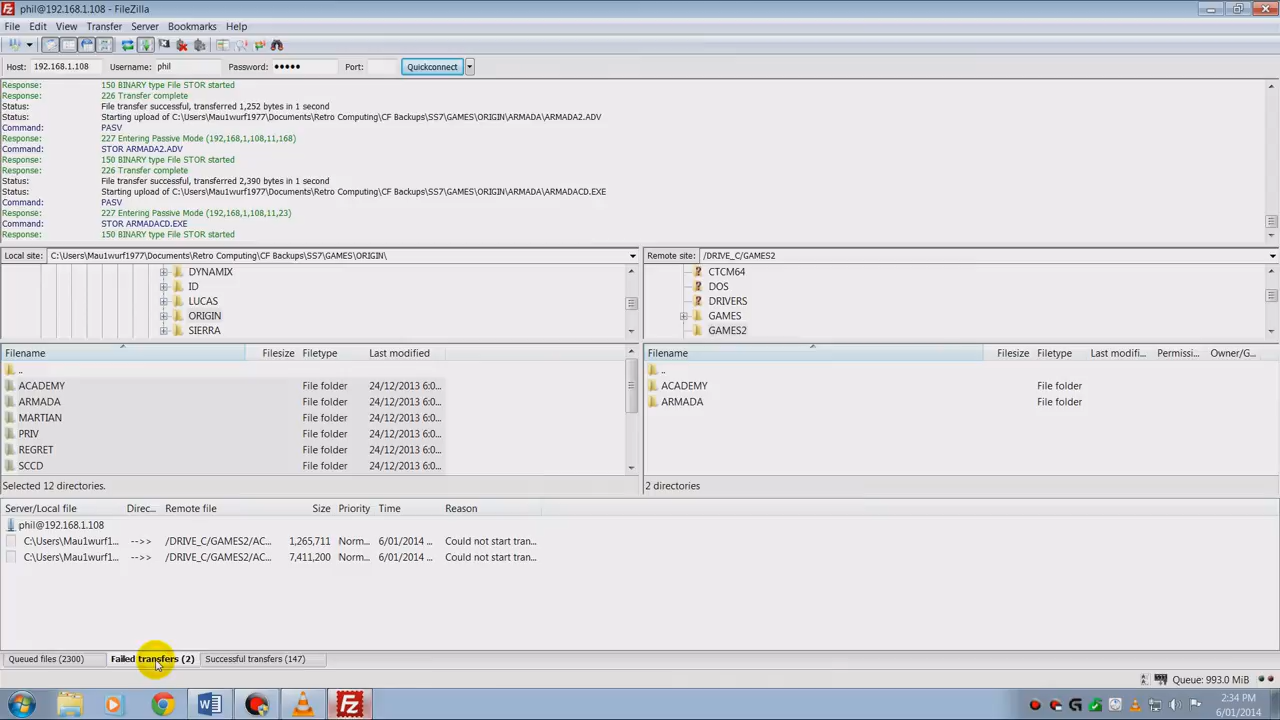 phil@192.168.1.108 - FileZilla
File Edit View Transfer Server Bookmarks Help
Host: 192.168.1.108 Username: phil Password: ●●●●● Port: Quickconnect
Response: 150 BINARY type File STOR started
Response: 226 Transfer complete
Status: File transfer successful, transferred 1,252 bytes in 1 second
Status: Starting upload of C:\Users\Mau1wurf1977\Documents\Retro Computing\CF Backups\SS7\GAMES\ORIGIN\ARMADA\ARMADA2.ADV
Command: PASV
Response: 227 Entering Passive Mode (192,168,1,108,11,168)
Command: STOR ARMADA2.ADV
Response: 150 BINARY type File STOR started
Response: 226 Transfer complete
Status: File transfer successful, transferred 2,390 bytes in 1 second
Status: Starting upload of C:\Users\Mau1wurf1977\Documents\Retro Computing\CF Backups\SS7\GAMES\ORIGIN\ARMADA\ARMADACD.EXE
Command: PASV
Response: 227 Entering Passive Mode (192,168,1,108,11,23)
Command: STOR ARMADACD.EXE
Response: 150 BINARY type File STOR started
Local site: C:\Users\Mau1wurf1977\Documents\Retro Computing\CF Backups\SS7\GAMES\ORIGIN\
DYNAMIX
ID
LUCAS
ORIGIN
SIERRA
Remote site: /DRIVE_C/GAMES2
CTCM64
DOS
DRIVERS
GAMES
GAMES2
Filename Filesize Filetype Last modified
..
ACADEMY File folder 24/12/2013 6:0...
ARMADA File folder 24/12/2013 6:0...
MARTIAN File folder 24/12/2013 6:0...
PRIV File folder 24/12/2013 6:0...
REGRET File folder 24/12/2013 6:0...
SCCD File folder 24/12/2013 6:0...
Selected 12 directories.
Filename Filesize Filetype Last modifi... Permissi... Owner/G...
..
ACADEMY File folder
ARMADA File folder
2 directories
Server/Local file Direc... Remote file Size Priority Time Reason
phil@192.168.1.108
C:\Users\Mau1wurf1... -->> /DRIVE_C/GAMES2/AC... 1,265,711 Norm... 6/01/2014 ... Could not start tran...
C:\Users\Mau1wurf1... -->> /DRIVE_C/GAMES2/AC... 7,411,200 Norm... 6/01/2014 ... Could not start tran...
Queued files (2300) Failed transfers (2) Successful transfers (147)
Queue: 993.0 MiB
2:34 PM
6/01/2014